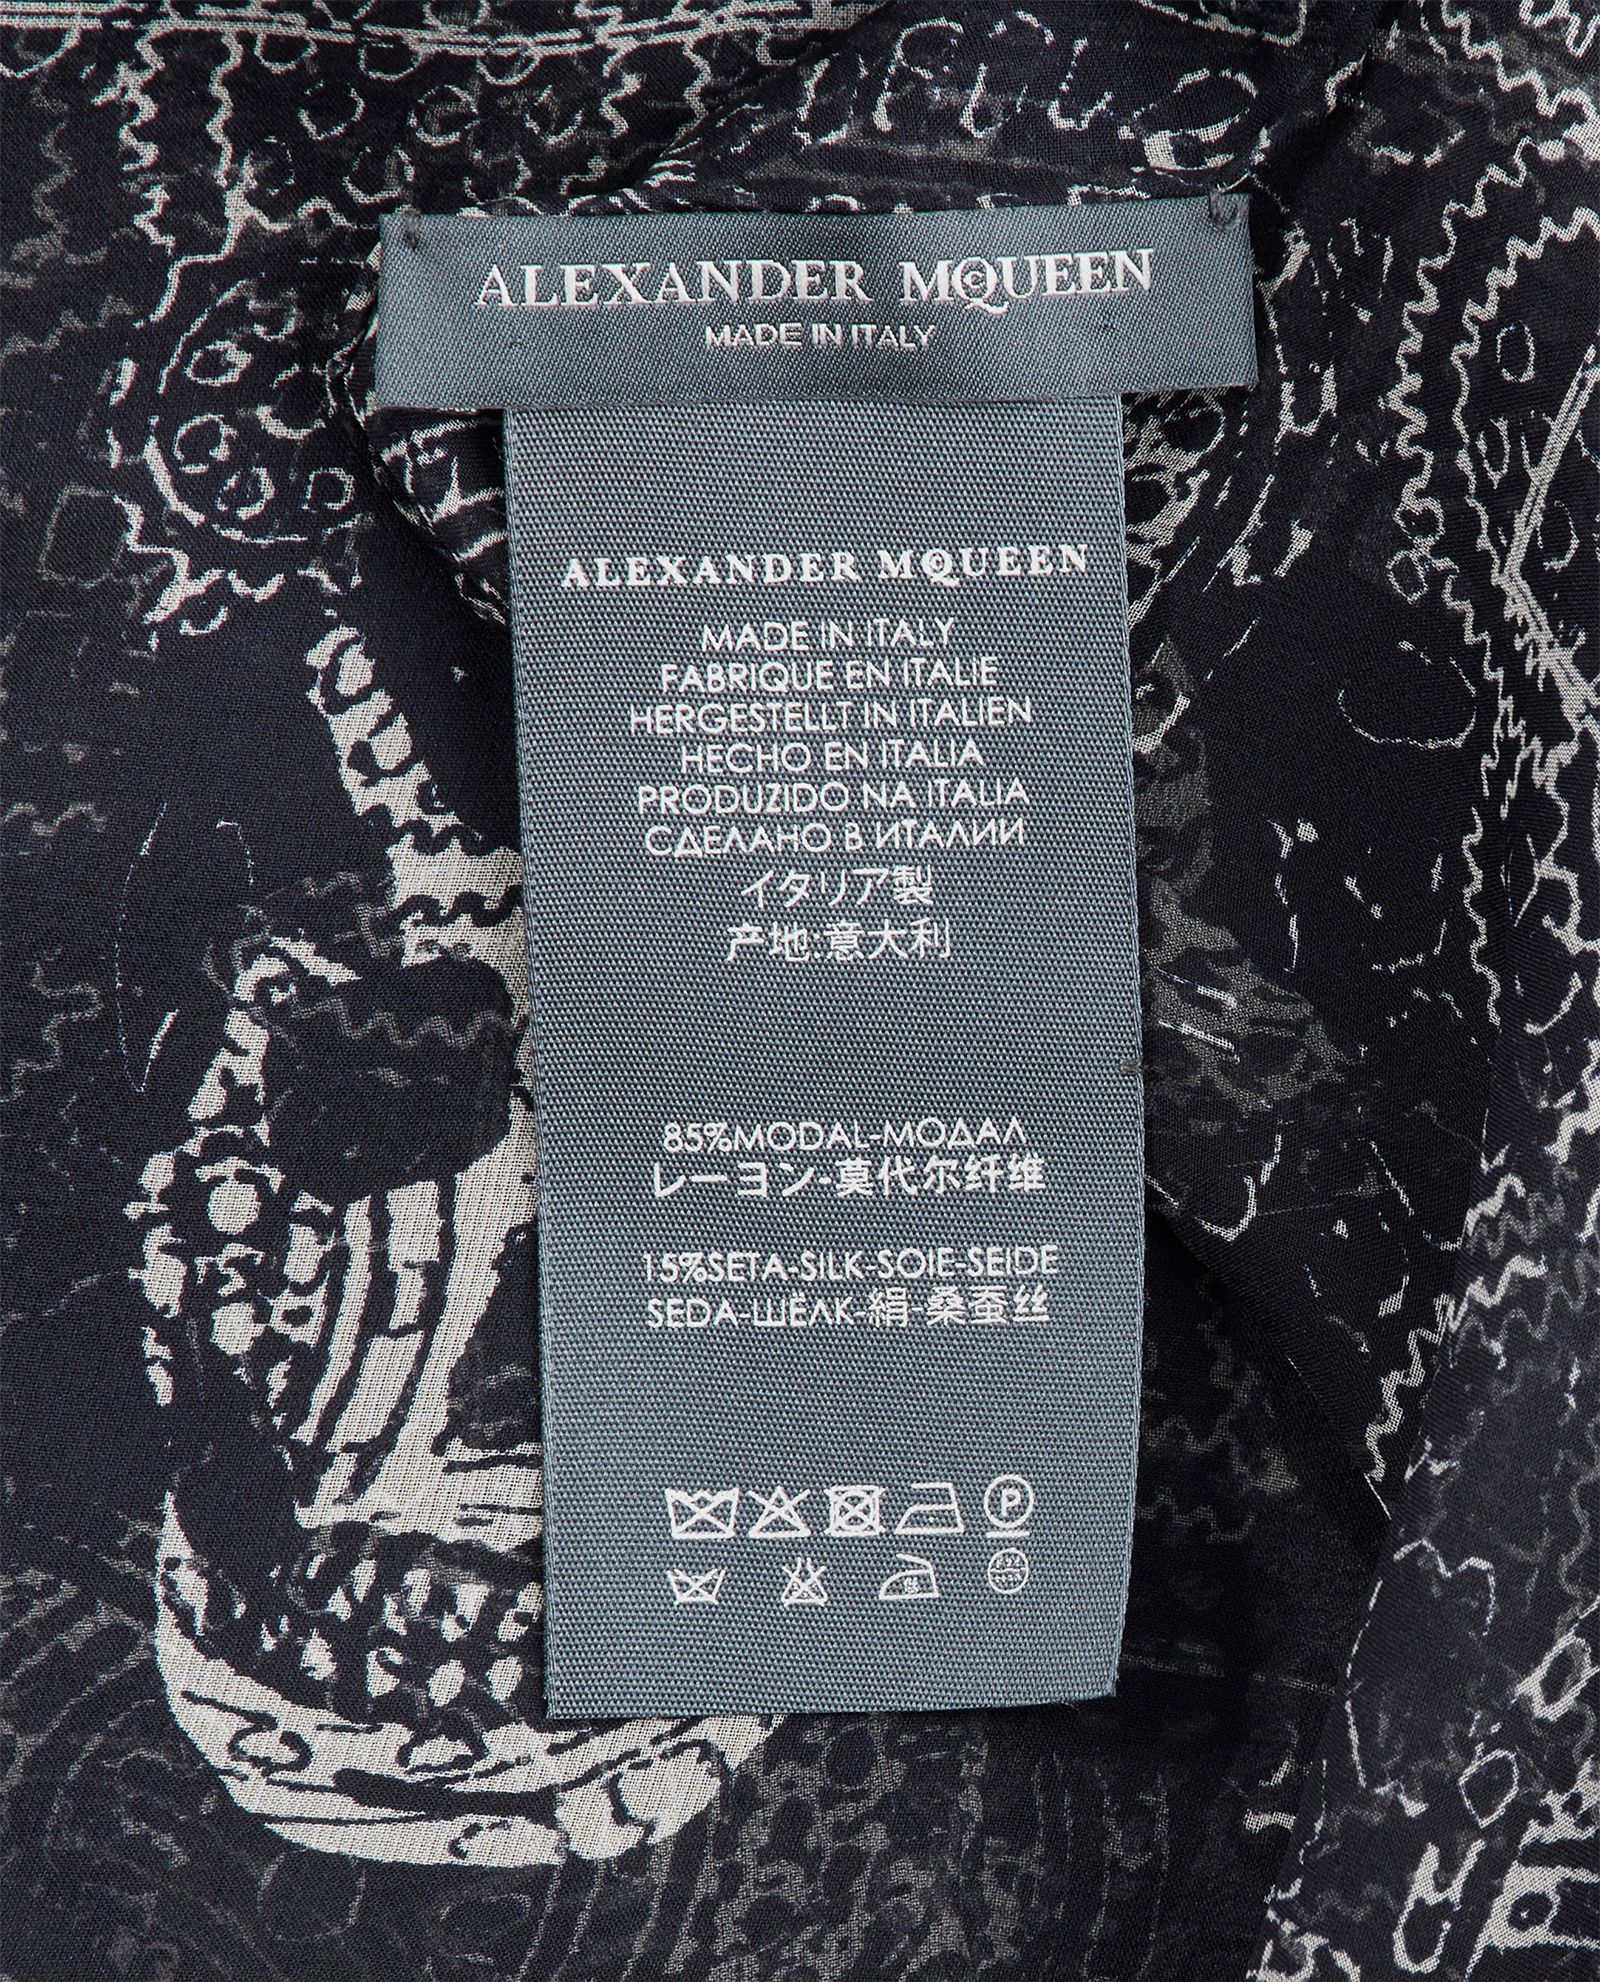 ALEXANDER MCQUEEN
MADE IN ITALY
ALEXANDER MCQUEEN
MADE IN ITALY
FABRIQUE EN ITALIE
HERGESTELLT IN ITALIEN
HECHO EN ITALIA
PRODUZIDO NA ITALIA
СДЕЛАНО В ИТАЛИИ
イタリア製
产地:意大利
85%MODAL-МОДАЛ
レーヨン-莫代尔纤维
15%SETA-SILK-SOIE-SEIDE
SEDA-ШЁЛК-絹-桑蚕丝
P